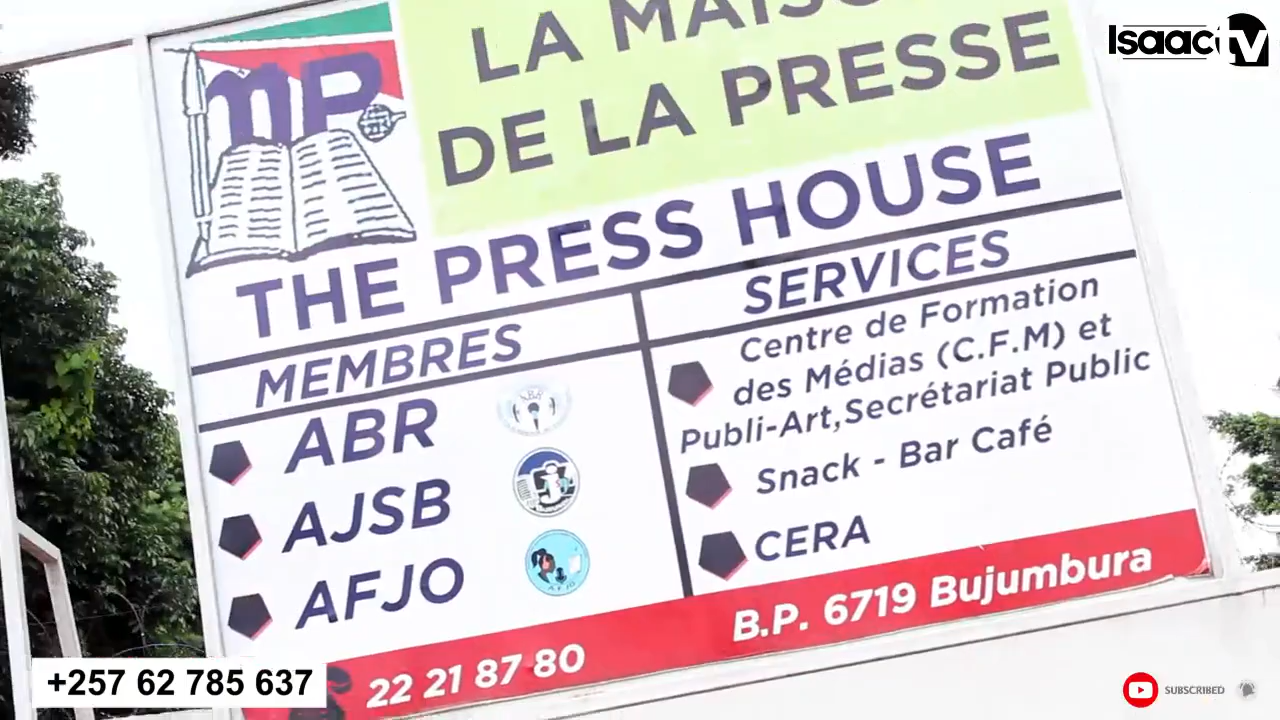 Isaac tv
MP
LA MAISON
DE LA PRESSE
THE PRESS HOUSE
MEMBRES
ABR
AJSB
AFJO
SERVICES
Centre de Formation
des Médias (C.F.M) et
Publi-Art,Secrétariat Public
Snack - Bar Café
CERA
22 21 87 80
B.P. 6719 Bujumbura
+257 62 785 637
SUBSCRIBED